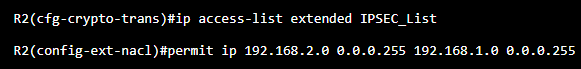 R2(cfg-crypto-trans)#ip access-list extended IPSEC_List
R2(config-ext-nacl)#permit ip 192.168.2.0 0.0.0.255 192.168.1.0 0.0.0.255